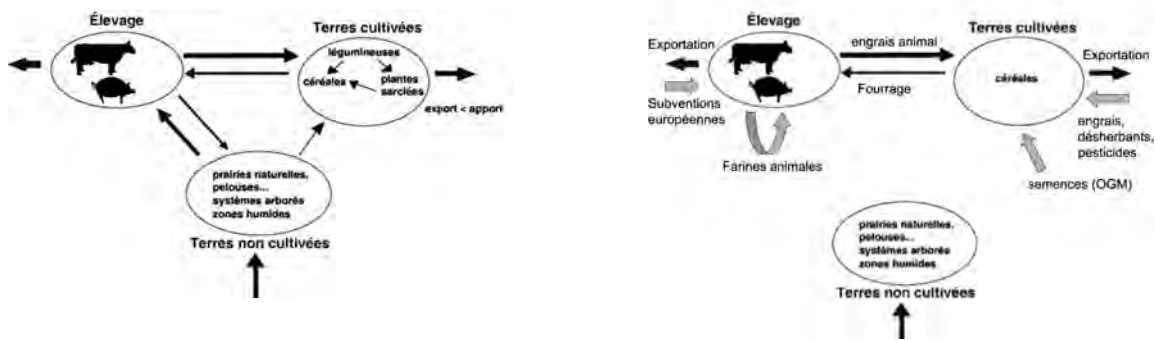 Élevage
Terres cultivées
légumineuses
céréales
plantes
sarclées
export < apport
prairies naturelles,
pelouses...
systèmes arborés
zones humides
Terres non cultivées
Élevage
Terres cultivées
Exportation
engrais animal
Exportation
céréales
Fourrage
Subventions
européennes
engrais,
désherbants,
pesticides
Farines animales
semences (OGM)
prairies naturelles,
pelouses...
systèmes arborés
zones humides
Terres non cultivées